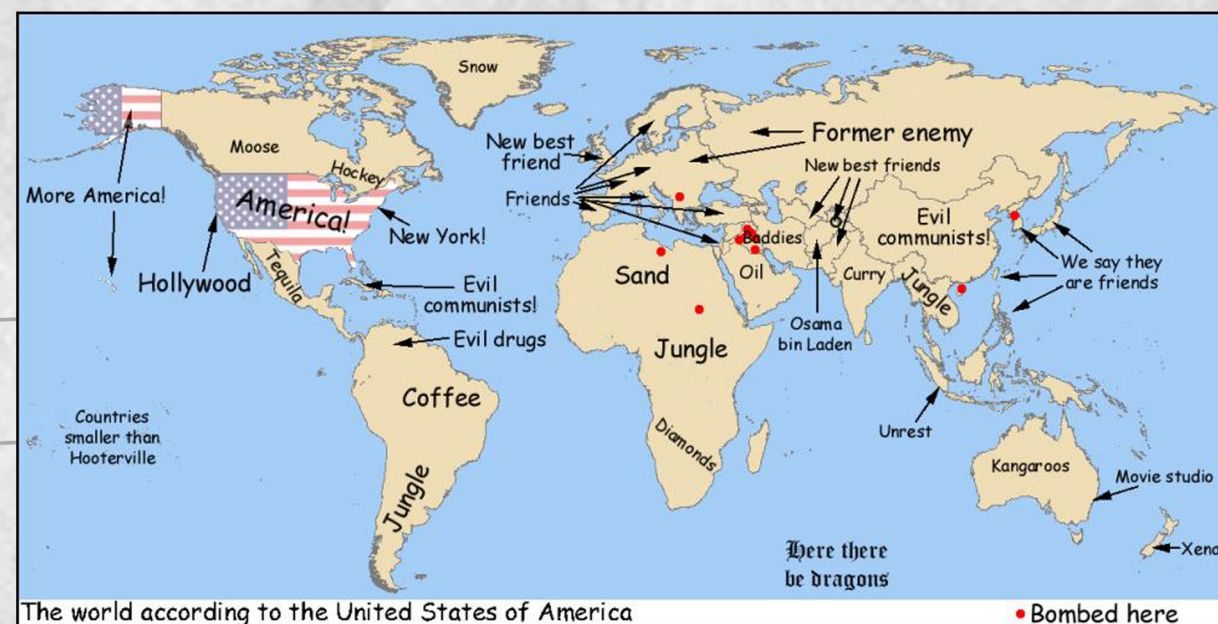 Snow
Moose
Hockey
More America!
America!
New York!
Hollywood
Tequila
Evil
communists!
Evil drugs
Coffee
Jungle
Countries
smaller than
Hooterville
New best
friend
Friends
Former enemy
New best friends
Baddies
Evil
communists!
Sand
Oil
Curry
Jungle
We say they
are friends
Osama
bin Laden
Jungle
Diamonds
Unrest
Kangaroos
Movie studio
Xena
Here there
be dragons
The world according to the United States of America
Bombed here